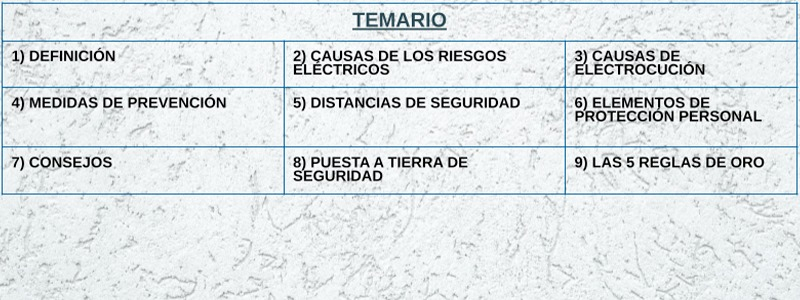 TEMARIO
1) DEFINICIÓN
2) CAUSAS DE LOS RIESGOS
ELÉCTRICOS
3) CAUSAS DE
ELECTROCUCIÓN
4) MEDIDAS DE PREVENCIÓN
5) DISTANCIAS DE SEGURIDAD
6) ELEMENTOS DE
PROTECCIÓN PERSONAL
7) CONSEJOS
8) PUESTA A TIERRA DE
SEGURIDAD
9) LAS 5 REGLAS DE ORO